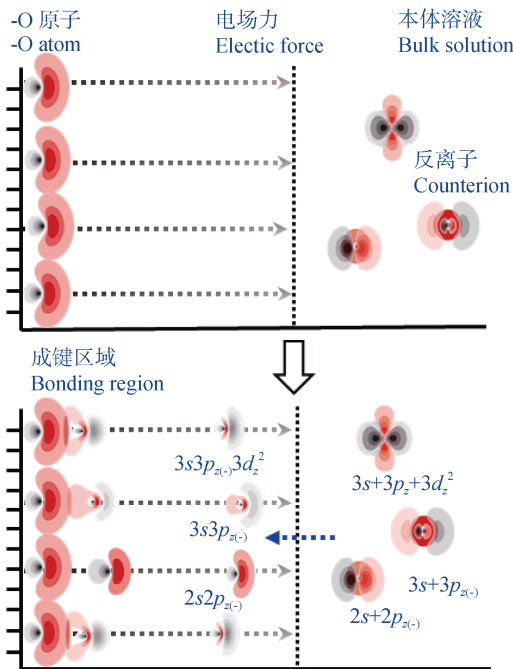 -O 原子
-O atom
电场力
Electic force
本体溶液
Bulk solution
反离子
Counterion
成键区域
Bonding region
3s3pz(-)3dz2
3s+3pz+3dz2
3s3pz(-)
3s+3pz(-)
2s2pz(-)
2s+2pz(-)